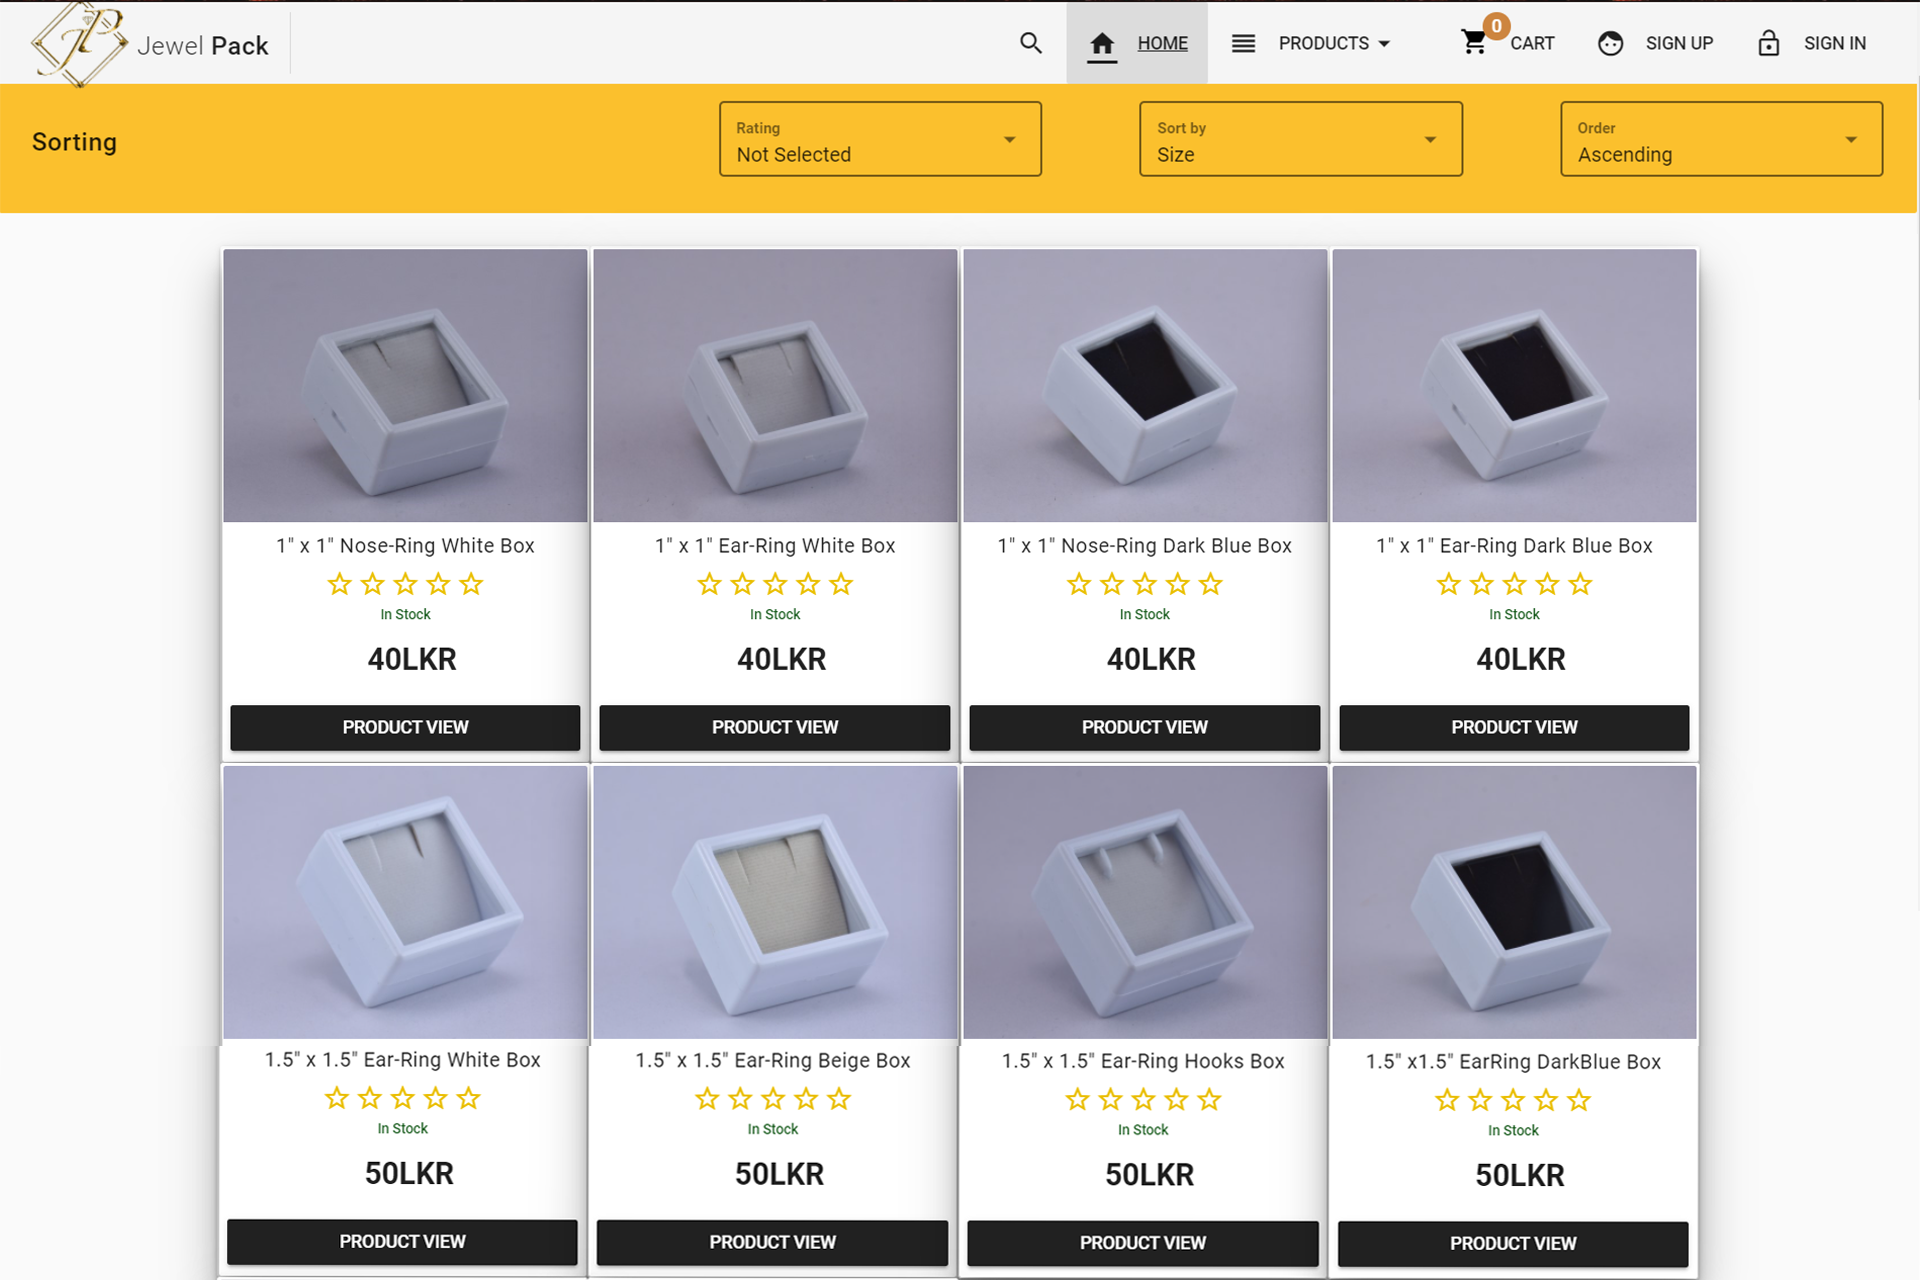 JP
Jewel Pack
HOME
PRODUCTS
0
CART
SIGN UP
SIGN IN
Sorting
Rating
Not Selected
Sort by
Size
Order
Ascending
1" x 1" Nose-Ring White Box
In Stock
40LKR
PRODUCT VIEW
1" x 1" Ear-Ring White Box
In Stock
40LKR
PRODUCT VIEW
1" x 1" Nose-Ring Dark Blue Box
In Stock
40LKR
PRODUCT VIEW
1" x 1" Ear-Ring Dark Blue Box
In Stock
40LKR
PRODUCT VIEW
1.5" x 1.5" Ear-Ring White Box
In Stock
50LKR
PRODUCT VIEW
1.5" x 1.5" Ear-Ring Beige Box
In Stock
50LKR
PRODUCT VIEW
1.5" x 1.5" Ear-Ring Hooks Box
In Stock
50LKR
PRODUCT VIEW
1.5" x1.5" EarRing DarkBlue Box
In Stock
50LKR
PRODUCT VIEW